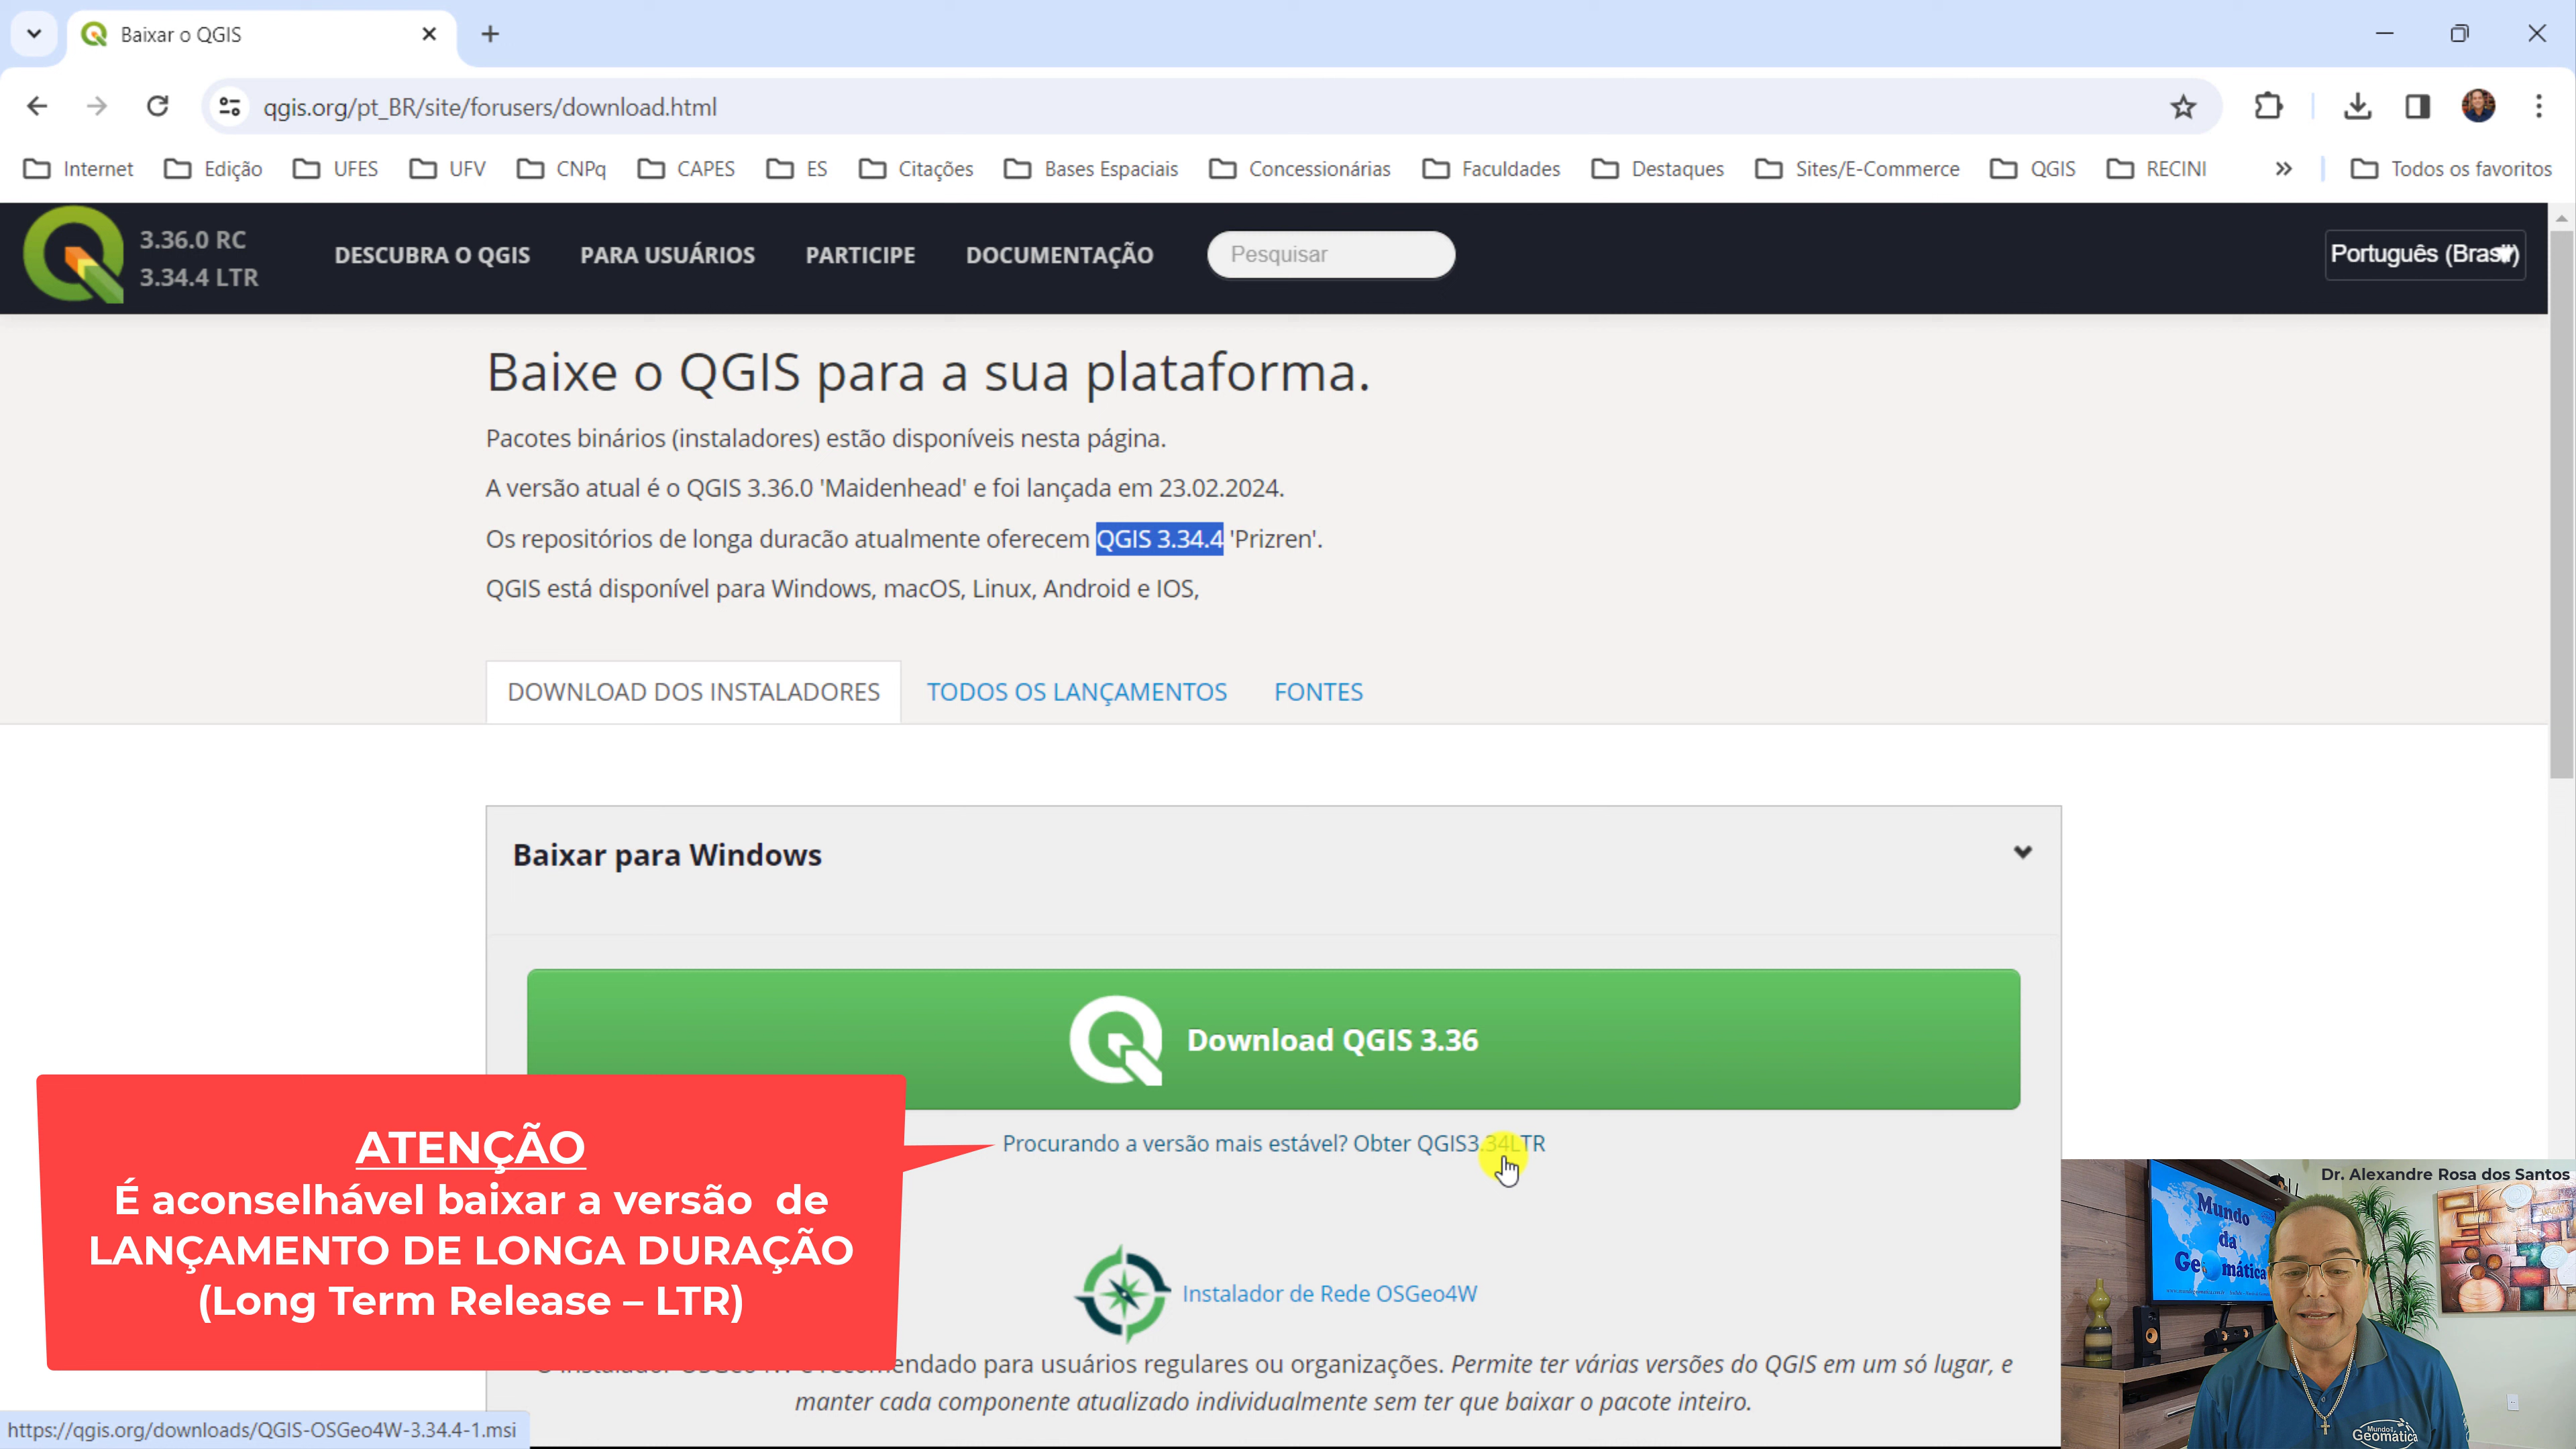 Baixar o QGIS
qgis.org/pt_BR/site/forusers/download.html
Internet
Edição
UFES
UFV
CNPq
CAPES
ES
Citações
Bases Espaciais
Concessionárias
Faculdades
Destaques
Sites/E-Commerce
QGIS
RECINI
Todos os favoritos
3.36.0 RC
3.34.4 LTR
DESCUBRA O QGIS
PARA USUÁRIOS
PARTICIPE
DOCUMENTAÇÃO
Pesquisar
Português (Brasil)
Baixe o QGIS para a sua plataforma.
Pacotes binários (instaladores) estão disponíveis nesta página.
A versão atual é o QGIS 3.36.0 'Maidenhead' e foi lançada em 23.02.2024.
Os repositórios de longa duracão atualmente oferecem QGIS 3.34.4 'Prizren'.
QGIS está disponível para Windows, macOS, Linux, Android e IOS,
DOWNLOAD DOS INSTALADORES
TODOS OS LANÇAMENTOS
FONTES
Baixar para Windows
Download QGIS 3.36
Procurando a versão mais estável? Obter QGIS3.34LTR
ATENÇÃO
É aconselhável baixar a versão de
LANÇAMENTO DE LONGA DURAÇÃO
(Long Term Release – LTR)
Instalador de Rede OSGeo4W
O instalador OSGeo4W é recomendado para usuários regulares ou organizações. Permite ter várias versões do QGIS em um só lugar, e
manter cada componente atualizado individualmente sem ter que baixar o pacote inteiro.
https://qgis.org/downloads/QGIS-OSGeo4W-3.34.4-1.msi
Dr. Alexandre Rosa dos Santos
Mundo
da
Geomática
Mundo
Geomática